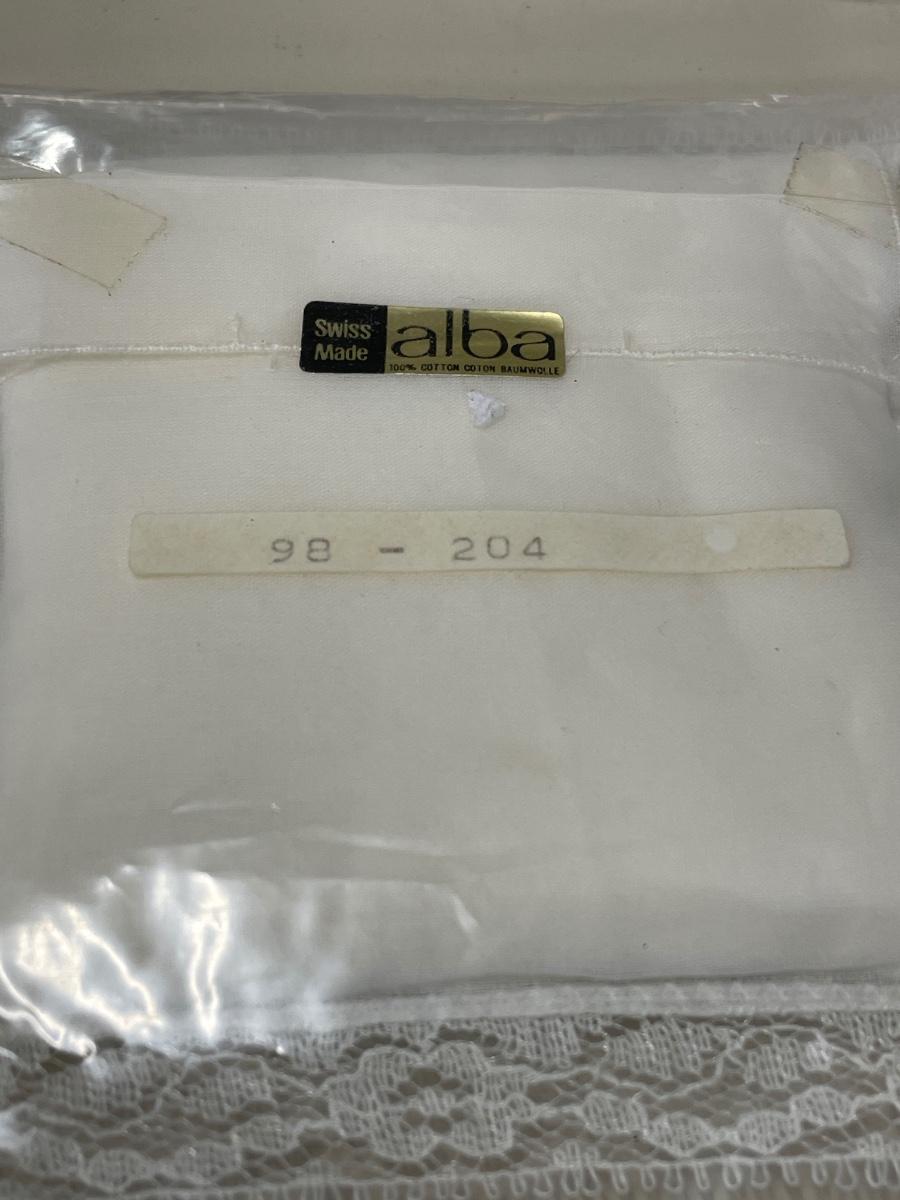 Swiss
Made
alba
100% COTTON COTON BAUMWOLLE
98 - 204